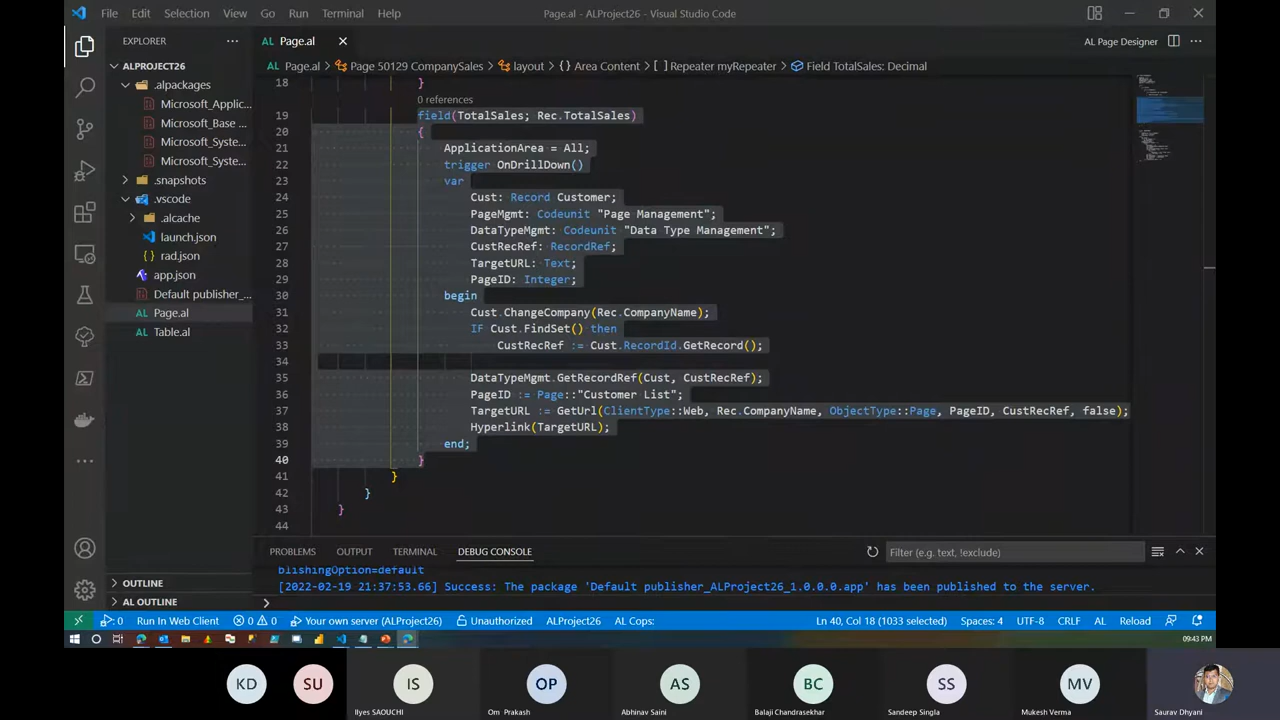 File Edit Selection View Go Run Terminal Help
Page.al - ALProject26 - Visual Studio Code
EXPLORER
ALPROJECT26
.alpackages
Microsoft_Applic...
Microsoft_Base ...
Microsoft_Syste...
Microsoft_Syste...
.snapshots
.vscode
.alcache
launch.json
rad.json
app.json
Default publisher_...
AL Page.al
AL Table.al
OUTLINE
AL OUTLINE
AL Page.al
AL Page Designer
AL Page.al > Page 50129 CompanySales > layout > {} Area Content > [ ] Repeater myRepeater > Field TotalSales: Decimal
18 }
0 references
19 field(TotalSales; Rec.TotalSales)
20 {
21 ApplicationArea = All;
22 trigger OnDrillDown()
23 var
24 Cust: Record Customer;
25 PageMgmt: Codeunit "Page Management";
26 DataTypeMgmt: Codeunit "Data Type Management";
27 CustRecRef: RecordRef;
28 TargetURL: Text;
29 PageID: Integer;
30 begin
31 Cust.ChangeCompany(Rec.CompanyName);
32 IF Cust.FindSet() then
33 CustRecRef := Cust.RecordId.GetRecord();
34
35 DataTypeMgmt.GetRecordRef(Cust, CustRecRef);
36 PageID := Page::"Customer List";
37 TargetURL := GetUrl(ClientType::Web, Rec.CompanyName, ObjectType::Page, PageID, CustRecRef, false);
38 Hyperlink(TargetURL);
39 end;
40 }
41 }
42 }
43 }
44
PROBLEMS OUTPUT TERMINAL DEBUG CONSOLE
Filter (e.g. text, !exclude)
blishingOption=default
[2022-02-19 21:37:53.66] Success: The package 'Default publisher_ALProject26_1.0.0.0.app' has been published to the server.
0 Run In Web Client 0 0 Your own server (ALProject26) Unauthorized ALProject26 AL Cops: Ln 40, Col 18 (1033 selected) Spaces: 4 UTF-8 CRLF AL Reload
09:43 PM
KD SU IS OP AS BC SS MV
Ilyes SAOUCHI Om Prakash Abhinav Saini Balaji Chandrasekhar Sandeep Singla Mukesh Verma Saurav Dhyani